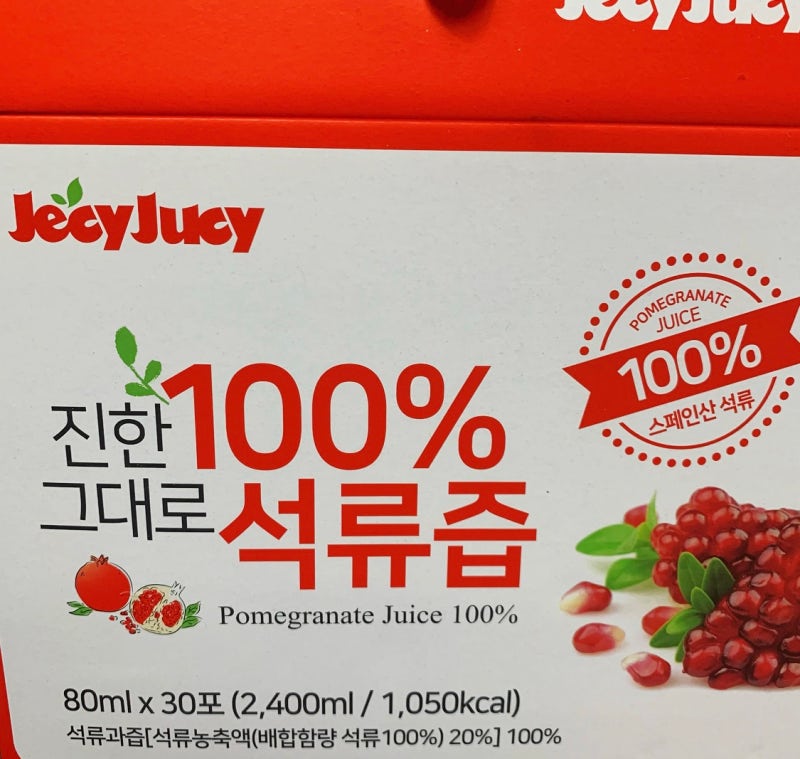 JecyJucy
JecyJucy
POMEGRANATE
JUICE
100%
스페인산 석류
진한 100%
그대로 석류즙
Pomegranate Juice 100%
80ml x 30포 (2,400ml / 1,050kcal)
석류과즙[석류농축액(배합함량 석류100%) 20%] 100%